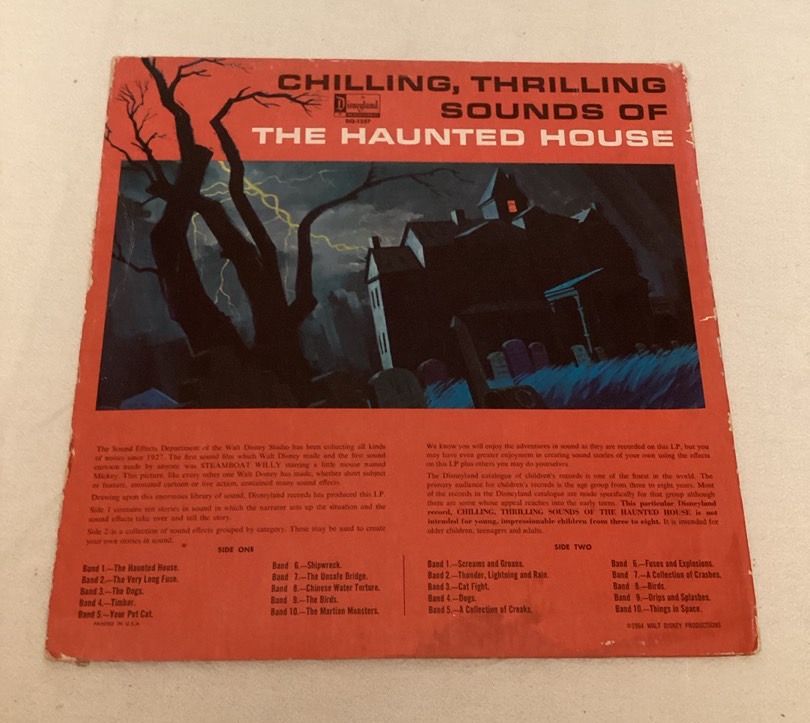 CHILLING, THRILLING
SOUNDS OF
THE HAUNTED HOUSE
Disneyland
The Sound Effects Department of the Walt Disney Studio has been collecting all kinds
of noises since 1927. The first sound film which Walt Disney made and the first sound
cartoon made by anyone was STEAMBOAT WILLY starring a little mouse named
Mickey. This picture, like every other one Walt Disney has made, whether short subject
or feature, animated cartoon or live action, contained many sound effects.
Drawing upon this enormous library of sound, Disneyland records has produced this LP.
Side 1 contains ten stories in sound in which the narrator sets up the situation and the
sound effects take over and tell the story.
Side 2 is a collection of sound effects grouped by category. These may be used to create
your own stories in sound.
We know you will enjoy the adventures in sound as they are recorded on this LP, but you
may have even greater enjoyment in creating sound stories of your own using the effects
on this LP plus others you may do yourselves.
The Disneyland catalogue of children's records is one of the finest in the world. The
primary audience for children's records is the age group from three to eight years. Most
of the records in the Disneyland catalogue are made specifically for that group although
there are some whose appeal reaches into the early teens. This particular Disneyland
record, CHILLING, THRILLING SOUNDS OF THE HAUNTED HOUSE is not
intended for young, impressionable children from three to eight. It is intended for
older children, teenagers and adults.
SIDE ONE
Band 1.—The Haunted House.
Band 2.—The Very Long Fuse.
Band 3.—The Dogs.
Band 4.—Timber.
Band 5.—Your Pet Cat.
Band 6.—Shipwreck.
Band 7.—The Unsafe Bridge.
Band 8.—Chinese Water Torture.
Band 9.—The Birds.
Band 10.—The Martian Monsters.
PRINTED IN U.S.A.
SIDE TWO
Band 1.—Screams and Groans.
Band 2.—Thunder, Lightning and Rain.
Band 3.—Cat Fight.
Band 4.—Dogs.
Band 5.—A Collection of Creaks.
Band 6.—Fuses and Explosions.
Band 7.—A Collection of Crashes.
Band 8.—Birds.
Band 9.—Drips and Splashes.
Band 10.—Things in Space.
©1964 WALT DISNEY PRODUCTIONS